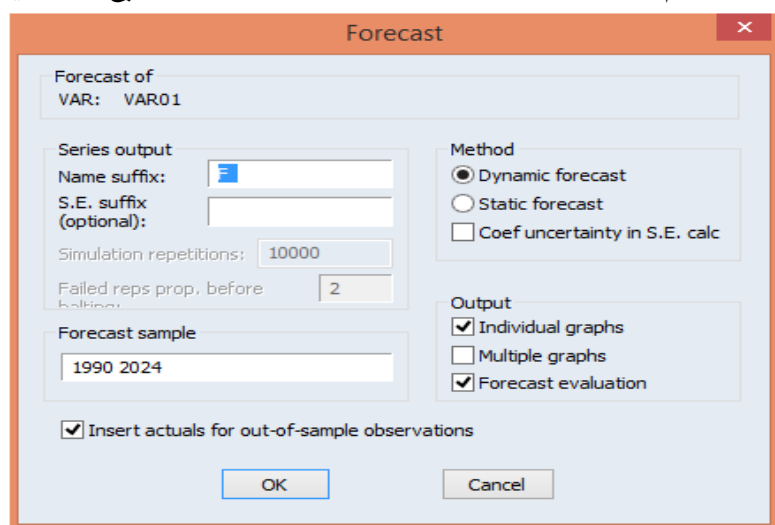 Forecast
Forecast of
VAR: VAR01
Series output
Name suffix:
F
S.E. suffix
(optional):
Simulation repetitions:
10000
Failed reps prop. before
halting:
2
Forecast sample
1990 2024
Method
Dynamic forecast
Static forecast
Coef uncertainty in S.E. calc
Output
Individual graphs
Multiple graphs
Forecast evaluation
Insert actuals for out-of-sample observations
OK
Cancel